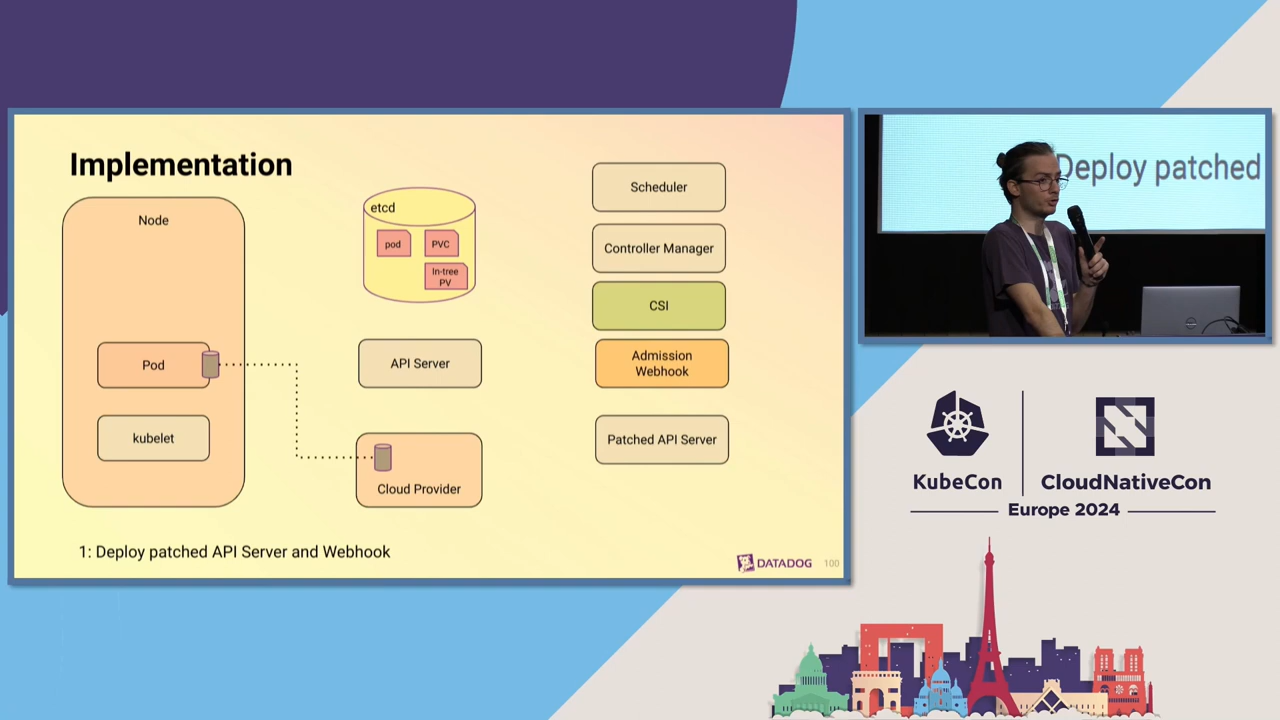 Implementation
Node
Pod
kubelet
etcd
pod
PVC
In-tree
PV
API Server
Cloud Provider
Scheduler
Controller Manager
CSI
Admission
Webhook
Patched API Server
1: Deploy patched API Server and Webhook
DATADOG
100
Deploy patched
KubeCon
CloudNativeCon
Europe 2024